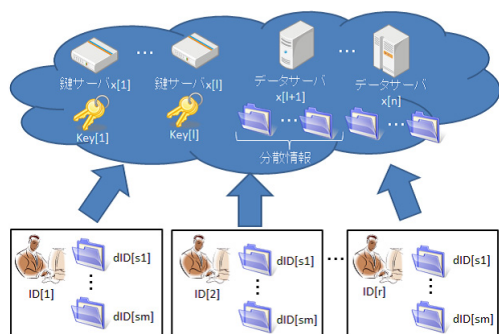 … … 
鍵サーバx[1]
鍵サーバx[l]
データサーバ
x[l+1]
データサーバ
x[n]
Key[1]
Key[l]
… …
分散情報
ID[1]
dID[s1]
⋮
dID[sm]
ID[2]
dID[s1]
⋮
dID[sm]
…
ID[r]
dID[s1]
⋮
dID[sm]